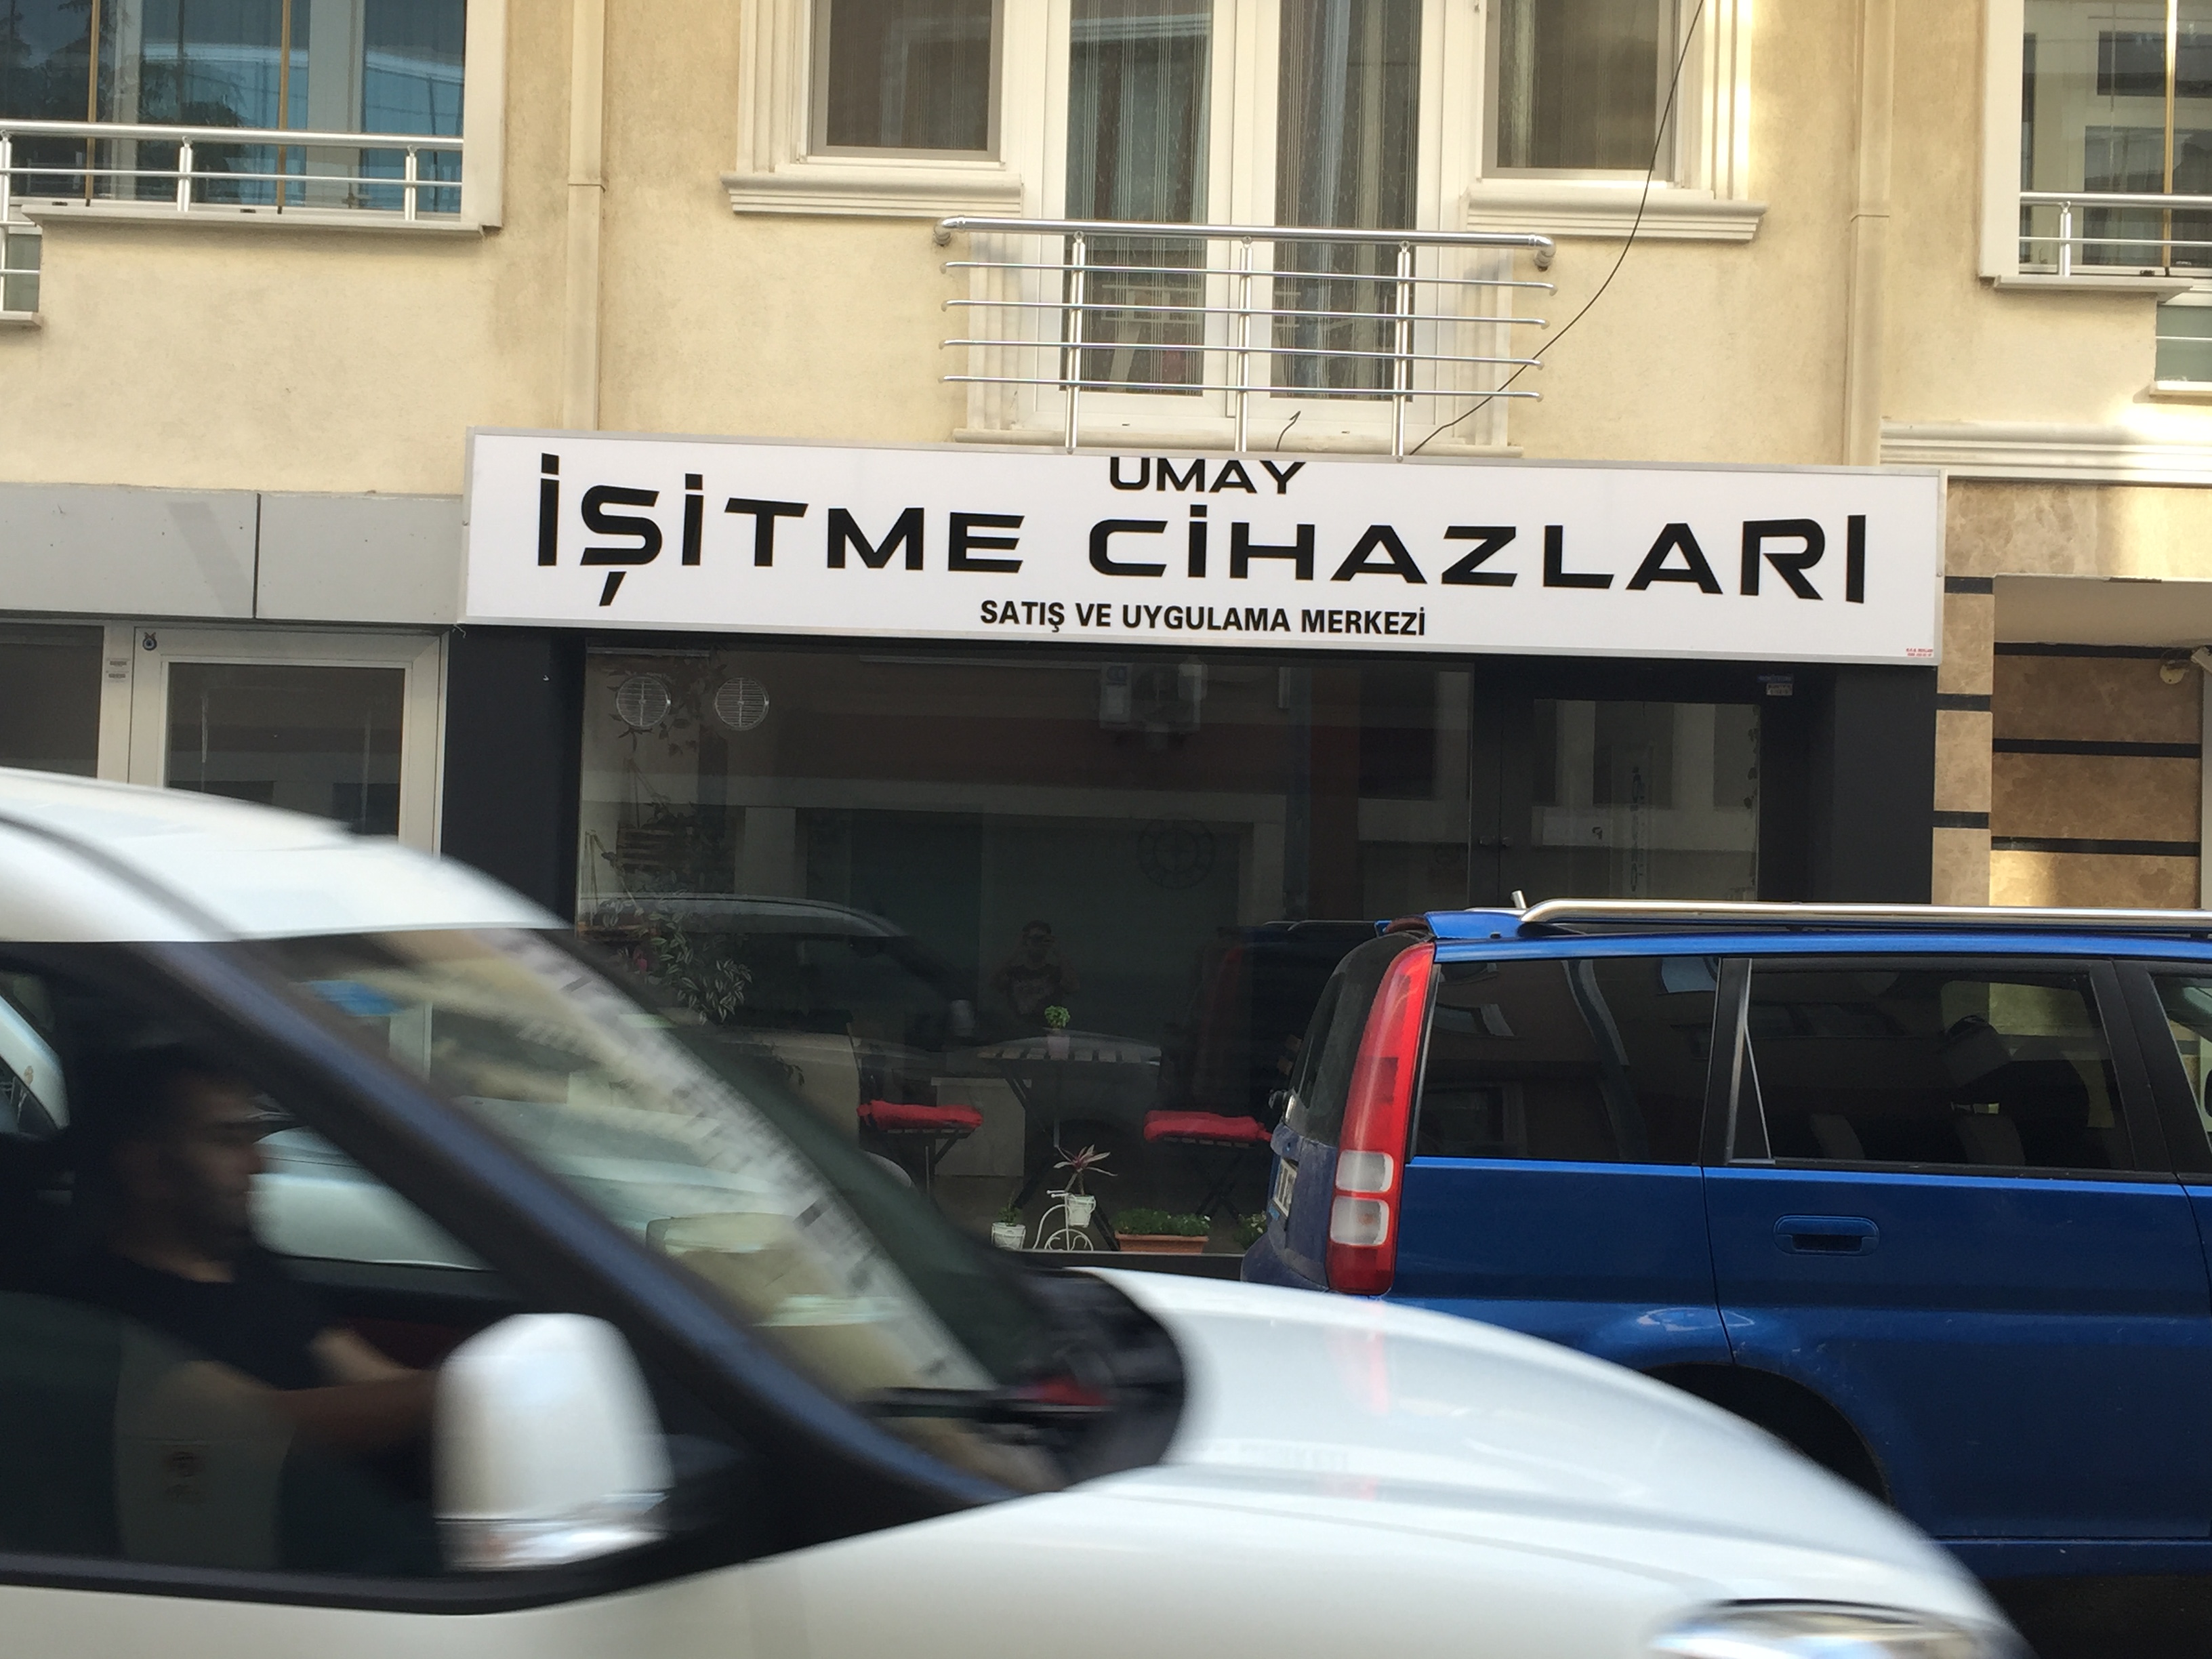 UMAY
İŞİTME CİHAZLARI
SATIŞ VE UYGULAMA MERKEZİ